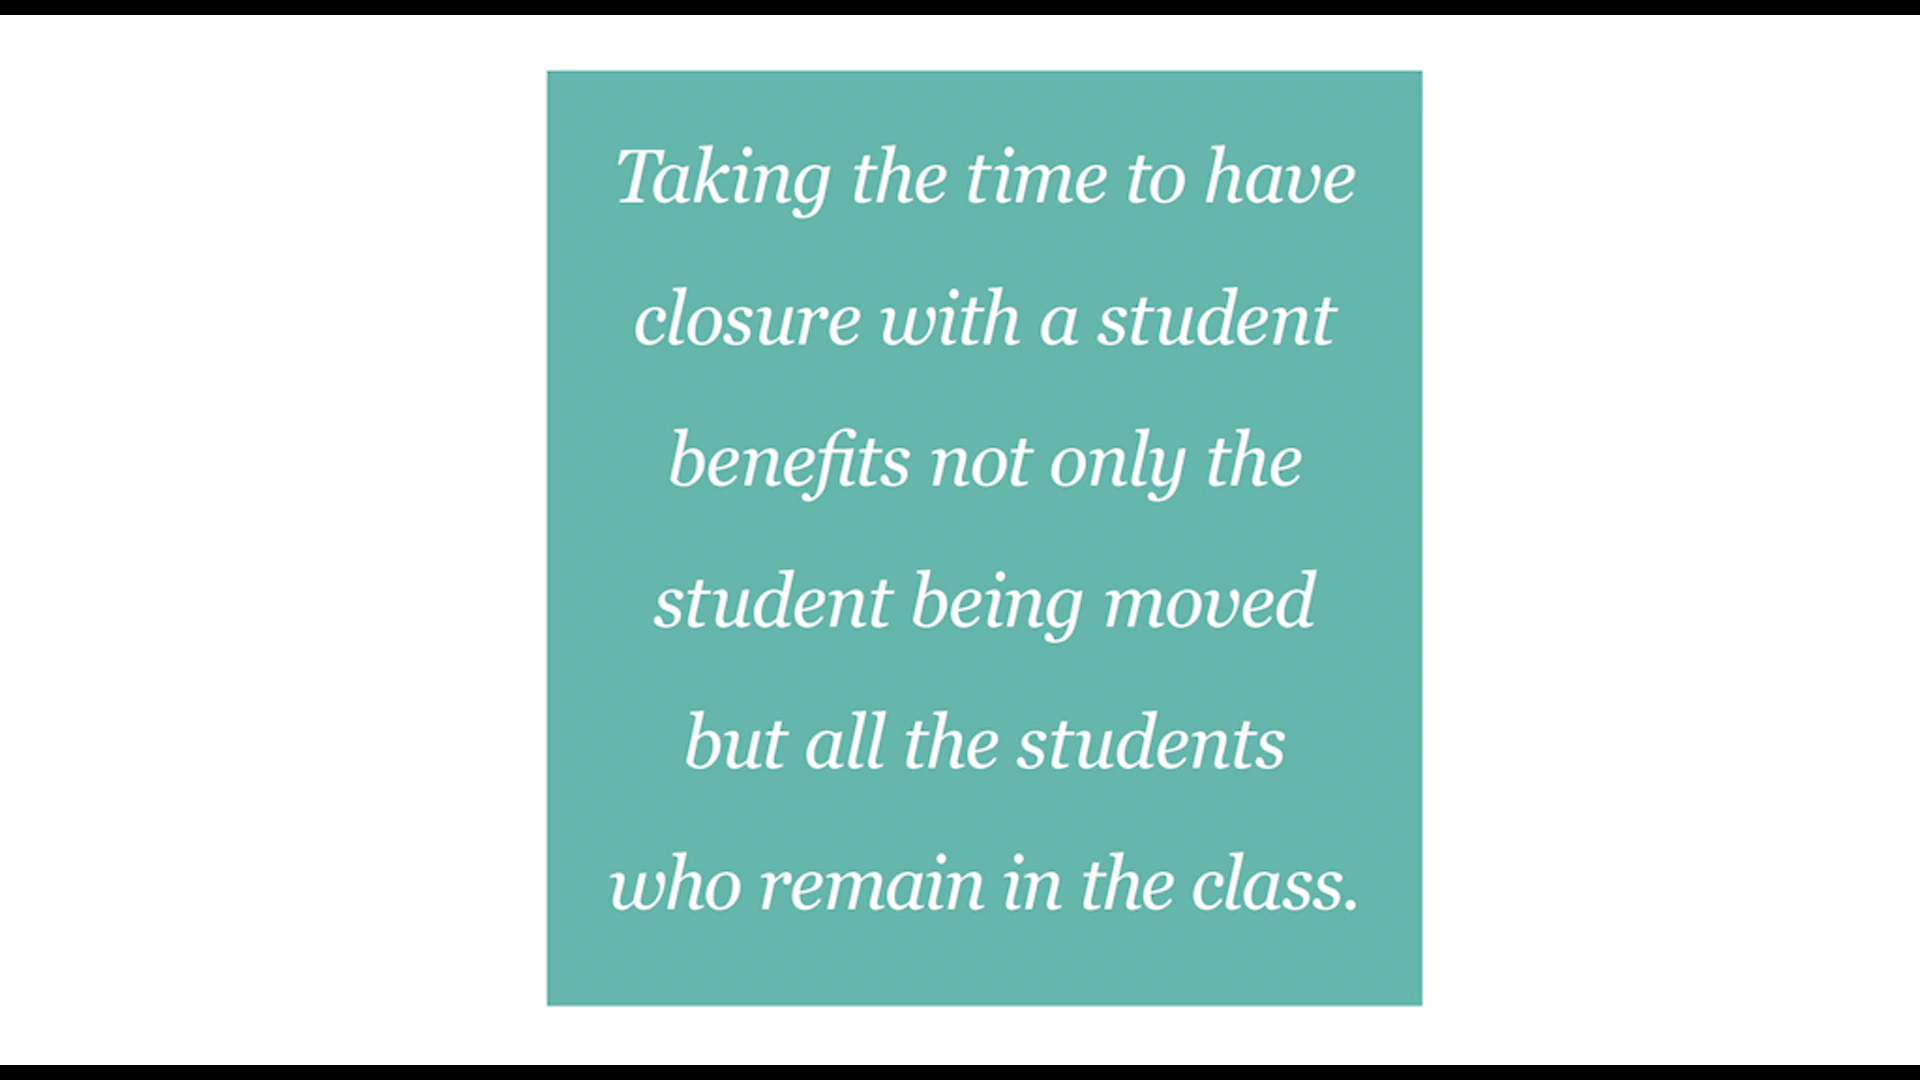 Taking the time to have
closure with a student
benefits not only the
student being moved
but all the students
who remain in the class.